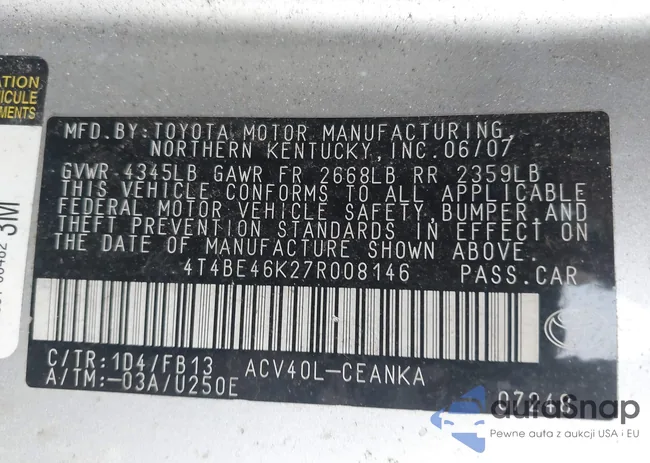 ATION
HICULE
MENTS
3M
MFD. BY: TOYOTA MOTOR MANUFACTURING,
NORTHERN KENTUCKY, INC. 06/07
GVWR 4345LB GAWR FR 2668LB RR 2359LB
THIS VEHICLE CONFORMS TO ALL APPLICABLE
FEDERAL MOTOR VEHICLE SAFETY, BUMPER, AND
THEFT PREVENTION STANDARDS IN EFFECT ON
THE DATE OF MANUFACTURE SHOWN ABOVE.
4T4BE46K27R008146 PASS. CAR
C/TR: 1D4/FB13 ACV40L-CEANKA
A/TM: -03A/U250E
autoSnap
Pewne auta z aukcji USA i EU